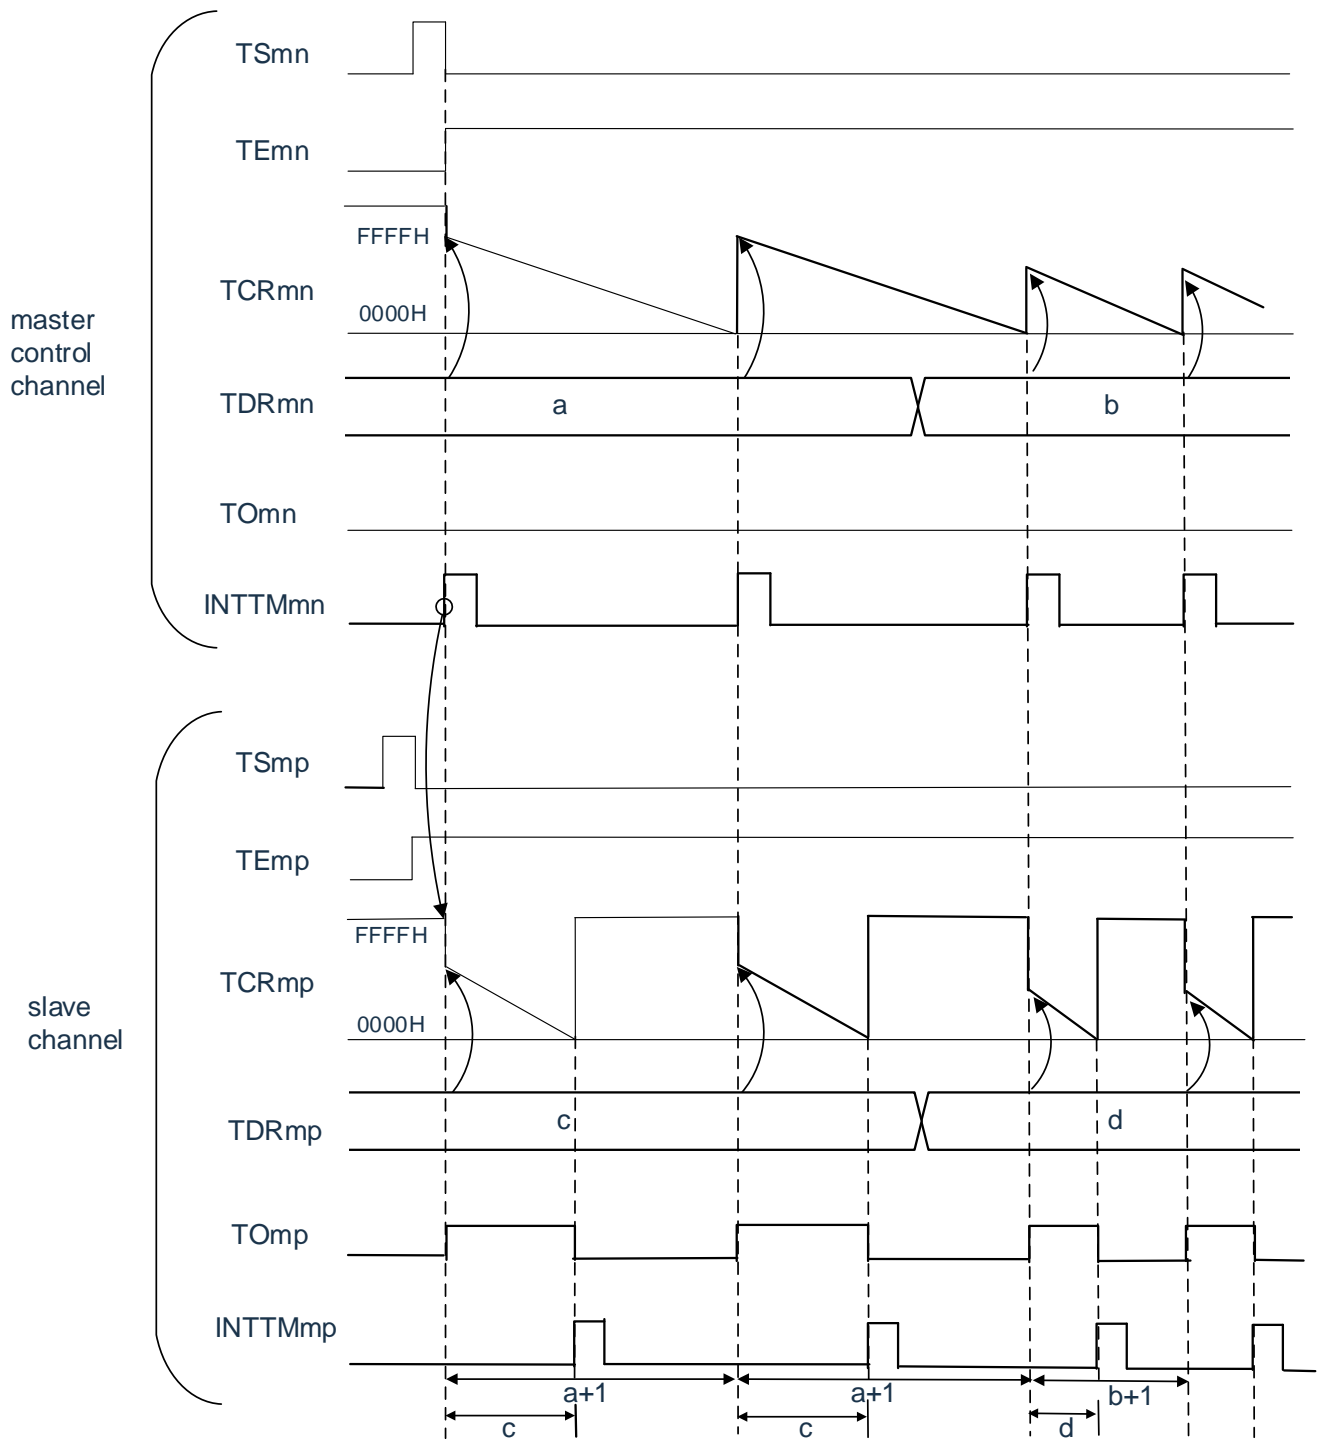 TSmn
TEmn
FFFFH
TCRmn
0000H
master
control
channel
TDRmn
a
b
TOmn
INTTMmn
TSmp
TEmp
FFFFH
TCRmp
0000H
slave
channel
TDRmp
c
d
TOmp
INTTMmp
a+1
a+1
b+1
c
c
d